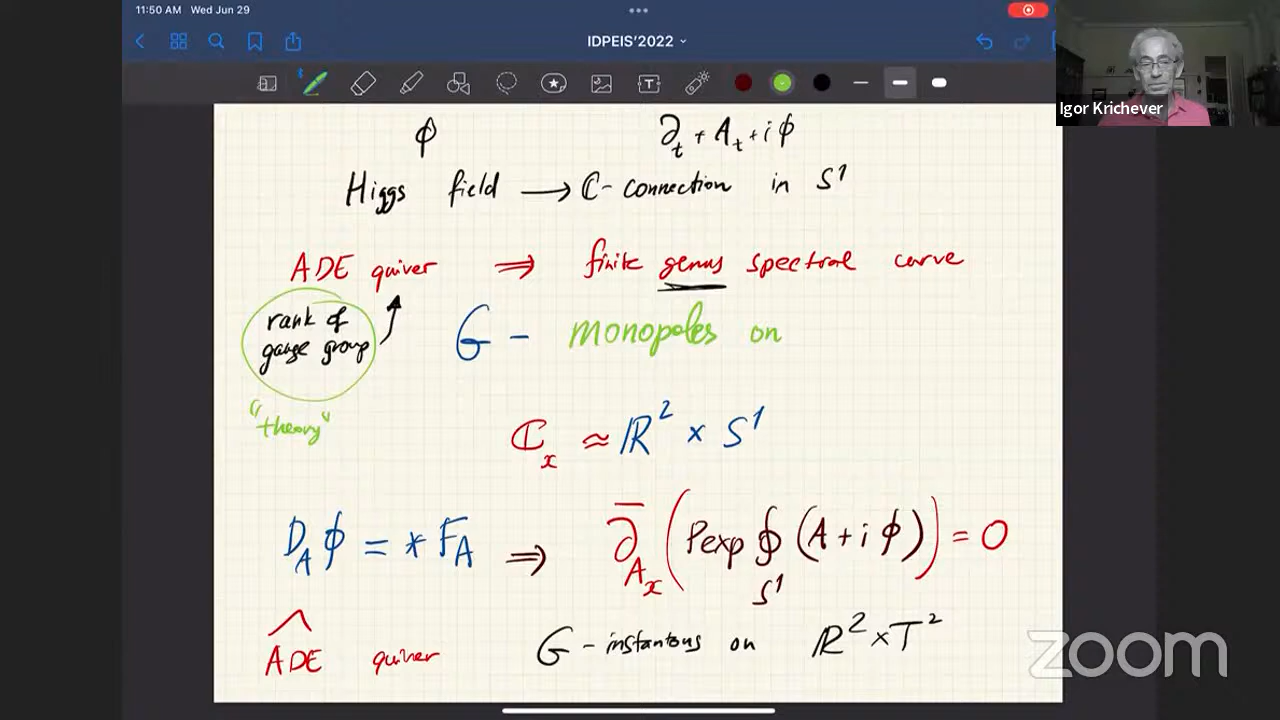 11:50 AM Wed Jun 29
IDPEIS'2022
Igor Krichever
ϕ ∂_t + A_t + iϕ
Higgs field → ℂ-connection in S¹
ADE quiver ⇒ finite genus spectral curve
rank of
gauge group
G - monopoles on
"theory"
ℂ_x ≈ ℝ² × S¹
D_A ϕ = * F_A ⇒ ∂̄_{A_x} (Pexp ∮_{S¹} (A + iϕ)) = 0
ADE^ quiver G - instantons on ℝ² × T²
zoom